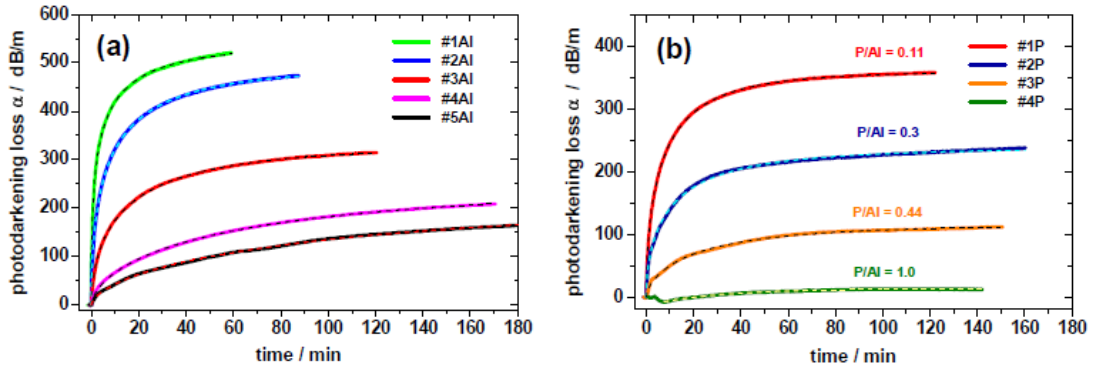 (a)
photodarkening loss α / dB/m
600
500
400
300
200
100
0
#1Al
#2Al
#3Al
#4Al
#5Al
0 20 40 60 80 100 120 140 160 180
time / min
(b)
photodarkening loss α / dB/m
400
300
200
100
0
P/Al = 0.11
P/Al = 0.3
P/Al = 0.44
P/Al = 1.0
#1P
#2P
#3P
#4P
0 20 40 60 80 100 120 140 160 180
time / min